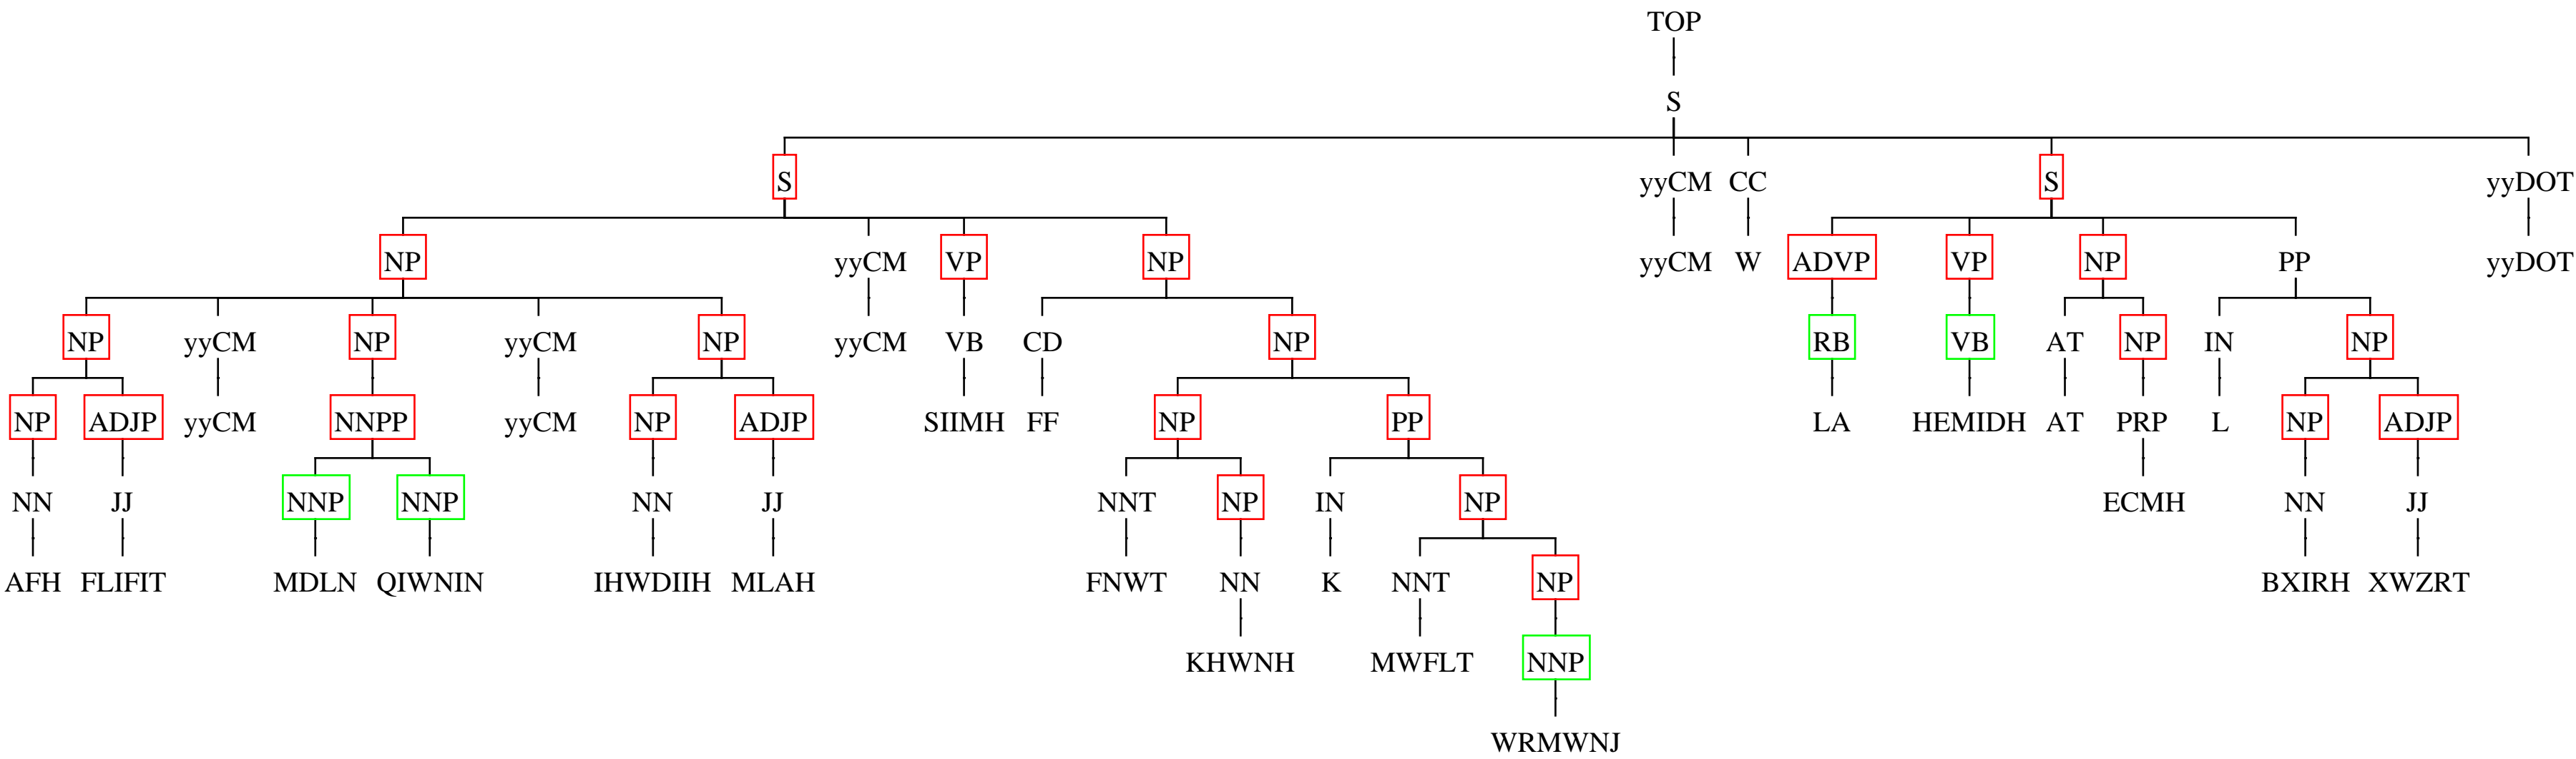 TOP
S
S yyCM CC S yyDOT
NP yyCM VP NP yyCM W ADVP VP NP PP yyDOT
NP yyCM NP yyCM NP yyCM VB CD NP RB VB AT NP IN NP
NP ADJP yyCM NNPP yyCM NP ADJP SIIMH FF NP PP LA HEMIDH AT PRP L NP ADJP
NN JJ NNP NNP NN JJ NNT NP IN NP ECMH NN JJ
AFH FLIFIT MDLN QIWNIN IHWDIIH MLAH FNWT NN K NNT NP BXIRH XWZRT
KHWNH MWFLT NNP
WRMWNJ